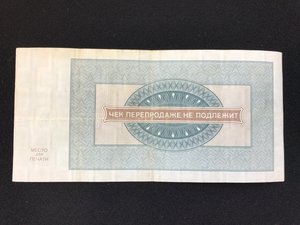 ЧЕК ПЕРЕПРОДАЖЕ НЕ ПОДЛЕЖИТ
МЕСТО
ДЛЯ
ПЕЧАТИ